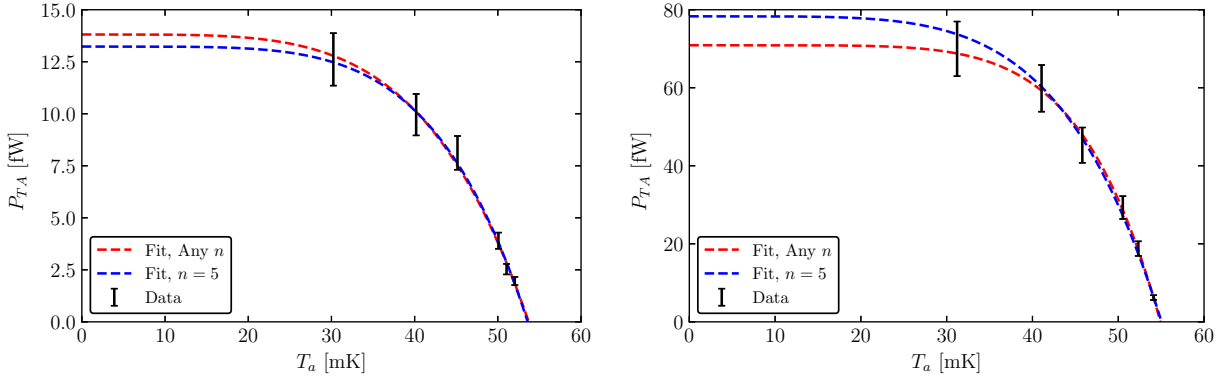 15.0
12.5
10.0
7.5
5.0
2.5
0.0
P_{TA} [fW]
Fit, Any n
Fit, n = 5
Data
0 10 20 30 40 50 60
T_a [mK]
80
60
40
20
0
P_{TA} [fW]
Fit, Any n
Fit, n = 5
Data
0 10 20 30 40 50 60
T_a [mK]